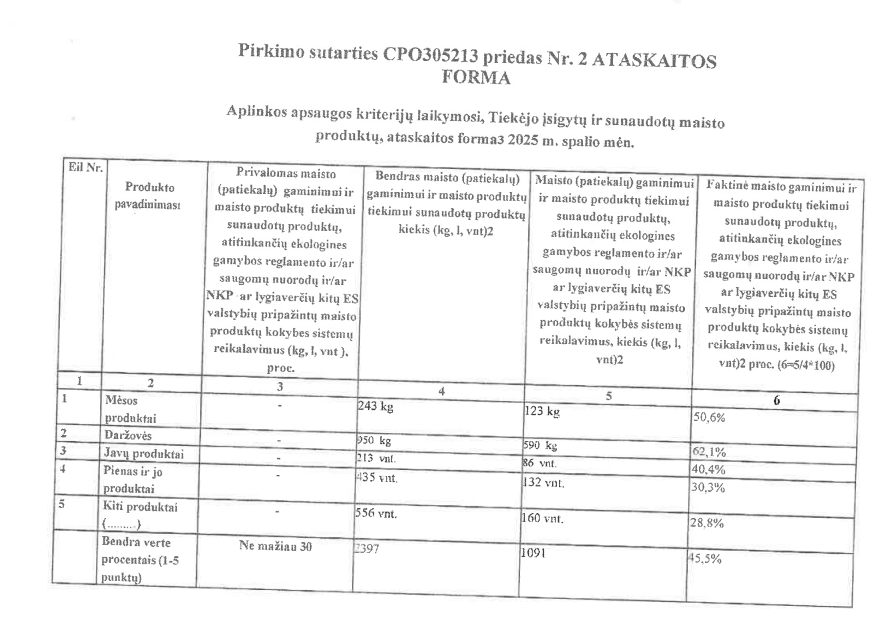 Pirkimo sutarties CPO305213 priedas Nr. 2 ATASKAITOS
FORMA
Aplinkos apsaugos kriterijų laikymosi, Tiekėjo įsigytų ir sunaudotų maisto
produktų, ataskaitos forma3 2025 m. spalio mėn.
Eil Nr.
Produkto
pavadinimas1
Privalomas maisto
(patiekalų) gaminimui ir
maisto produktų tiekimui
sunaudotų produktų,
atitinkančių ekologines
gamybos reglamento ir/ar
saugomų nuorodų ir/ar
NKP ar lygiaverčių kitų ES
valstybių pripažintų maisto
produktų kokybes sistemų
reikalavimus (kg, l, vnt ),
proc.
Bendras maisto (patiekalų)
gaminimui ir maisto produktų
tiekimui sunaudotų produktų
kiekis (kg, l, vnt)2
Maisto (patiekalų) gaminimui
ir maisto produktų tiekimui
sunaudotų produktų,
atitinkančių ekologines
gamybos reglamento ir/ar
saugomų nuorodų ir/ar NKP
ar lygiaverčių kitų ES
valstybių pripažintų maisto
produktų kokybės sistemų
reikalavimus, kiekis (kg, l,
vnt)2
Faktinė maisto gaminimui ir
maisto produktų tiekimui
sunaudotų produktų,
atitinkančių ekologines
gamybos reglamento ir/ar
saugomų nuorodų ir/ar NKP
ar lygiaverčių kitų ES
valstybių pripažintų maisto
produktų kokybės sistemų
reikalavimus, kiekis (kg, l,
vnt)2 proc. (6=5/4*100)
1 2 3 4 5 6
1 Mėsos
produktai - 243 kg 123 kg 50,6%
2 Daržovės - 950 kg 590 kg 62,1%
3 Javų produktai - 213 vnt. 86 vnt. 40,4%
4 Pienas ir jo
produktai - 435 vnt. 132 vnt. 30,3%
5 Kiti produktai
(.........) - 556 vnt. 160 vnt. 28,8%
Bendra verte
procentais (1-5
punktų) Ne mažiau 30 2397 1091 45,5%